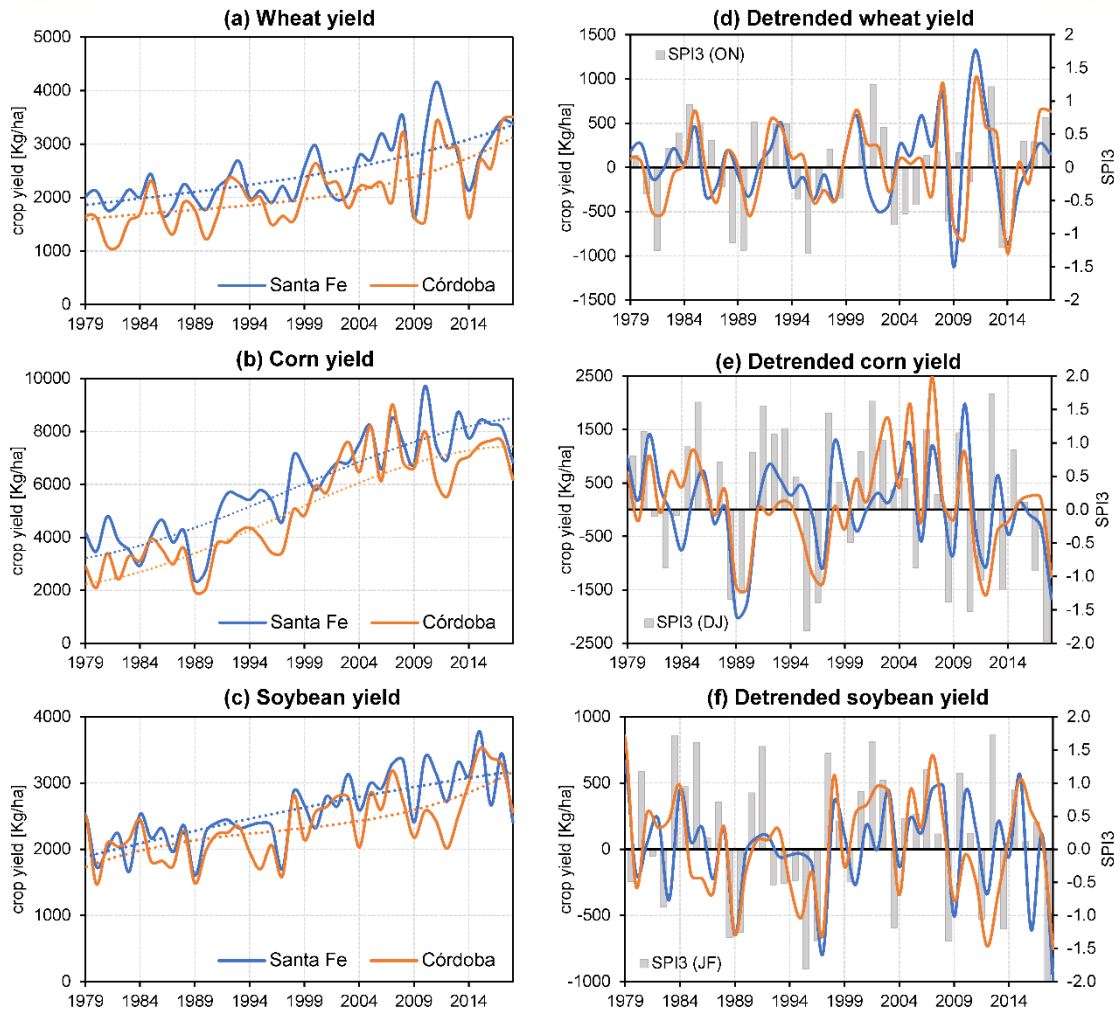 (a) Wheat yield
crop yield [Kg/ha]
5000
4000
3000
2000
1000
0
1979 1984 1989 1994 1999 2004 2009 2014
Santa Fe Córdoba
(d) Detrended wheat yield
crop yield [Kg/ha]
1500
1000
500
0
-500
-1000
-1500
SPI3 (ON)
2
1.5
1
0.5
0
-0.5
-1
-1.5
-2
SPI3
1979 1984 1989 1994 1999 2004 2009 2014
(b) Corn yield
crop yield [Kg/ha]
10000
8000
6000
4000
2000
0
1979 1984 1989 1994 1999 2004 2009 2014
Santa Fe Córdoba
(e) Detrended corn yield
crop yield [Kg/ha]
2500
1500
500
-500
-1500
-2500
SPI3 (DJ)
2.0
1.5
1.0
0.5
0.0
-0.5
-1.0
-1.5
-2.0
SPI3
1979 1984 1989 1994 1999 2004 2009 2014
(c) Soybean yield
crop yield [Kg/ha]
4000
3000
2000
1000
0
1979 1984 1989 1994 1999 2004 2009 2014
Santa Fe Córdoba
(f) Detrended soybean yield
crop yield [Kg/ha]
1000
500
0
-500
-1000
SPI3 (JF)
2.0
1.5
1.0
0.5
0.0
-0.5
-1.0
-1.5
-2.0
SPI3
1979 1984 1989 1994 1999 2004 2009 2014